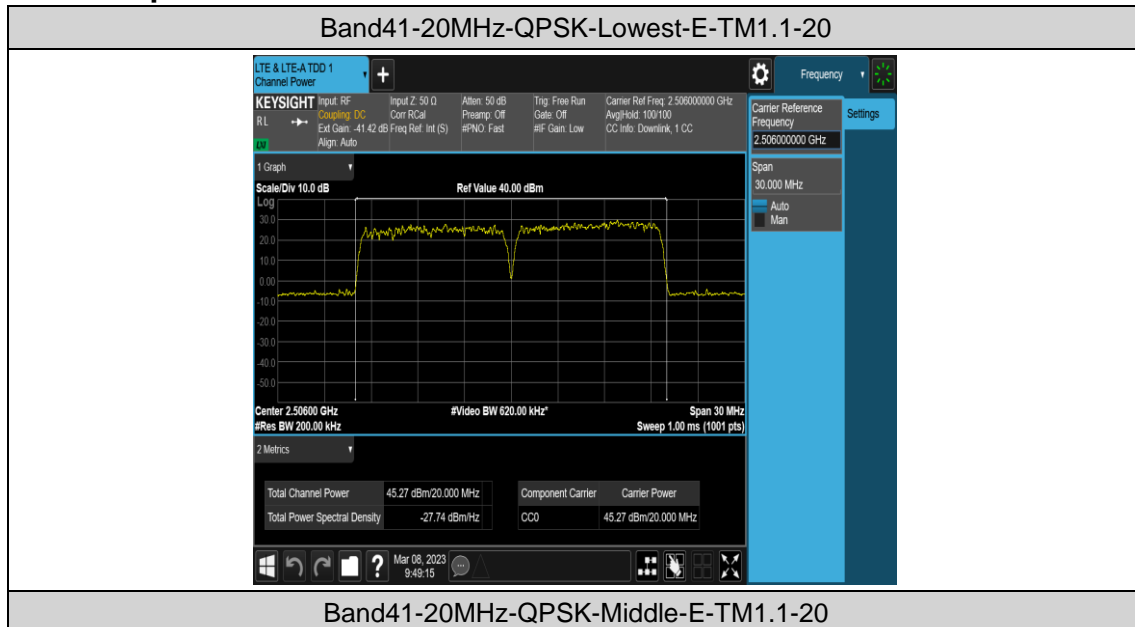 Band41-20MHz-QPSK-Lowest-E-TM1.1-20
LTE & LTE-A TDD 1
Channel Power
+
Frequency
KEYSIGHT
RL
LXI
Input: RF
Coupling: DC
Ext Gain: -41.42 dB
Align: Auto
Input Z: 50 Ω
Corr RCal
Freq Ref: Int (S)
Atten: 50 dB
Preamp: Off
#PNO: Fast
Trig: Free Run
Gate: Off
#IF Gain: Low
Carrier Ref Freq: 2.506000000 GHz
Avg|Hold: 100/100
CC Info: Downlink, 1 CC
Carrier Reference
Frequency
2.506000000 GHz
Settings
Span
30.000 MHz
Auto
Man
1 Graph
Scale/Div 10.0 dB
Ref Value 40.00 dBm
Log
30.0
20.0
10.0
0.00
-10.0
-20.0
-30.0
-40.0
-50.0
Center 2.50600 GHz
#Video BW 620.00 kHz*
Span 30 MHz
#Res BW 200.00 kHz
Sweep 1.00 ms (1001 pts)
2 Metrics
Total Channel Power 45.27 dBm/20.000 MHz
Total Power Spectral Density -27.74 dBm/Hz
Component Carrier Carrier Power
CC0 45.27 dBm/20.000 MHz
?
Mar 08, 2023
9:49:15
Band41-20MHz-QPSK-Middle-E-TM1.1-20